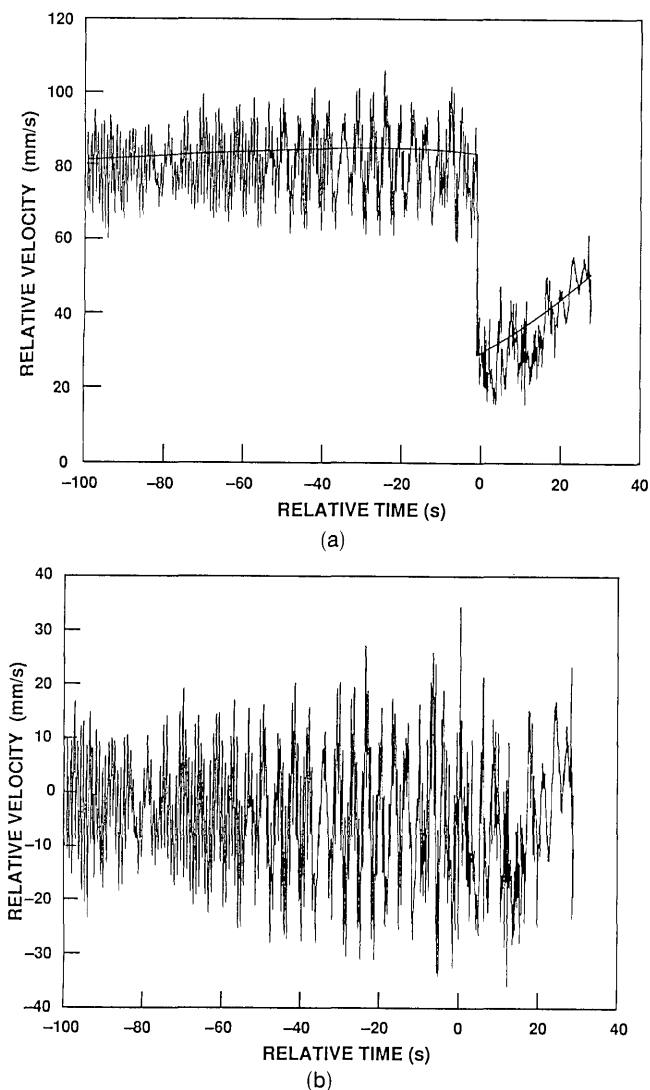 120
100
80
60
40
20
0
RELATIVE VELOCITY (mm/s)
–100 –80 –60 –40 –20 0 20 40
RELATIVE TIME (s)
(a)
40
30
20
10
0
–10
–20
–30
–40
RELATIVE VELOCITY (mm/s)
–100 –80 –60 –40 –20 0 20 40
RELATIVE TIME (s)
(b)